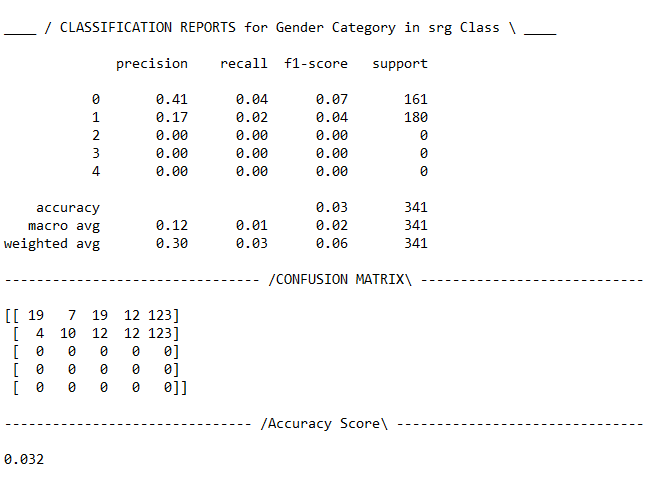 ____ / CLASSIFICATION REPORTS for Gender Category in srg Class \ ____
precision recall f1-score support
0 0.41 0.04 0.07 161
1 0.17 0.02 0.04 180
2 0.00 0.00 0.00 0
3 0.00 0.00 0.00 0
4 0.00 0.00 0.00 0
accuracy 0.03 341
macro avg 0.12 0.01 0.02 341
weighted avg 0.30 0.03 0.06 341
-------------------------------- /CONFUSION MATRIX\ ----------------------------
[[ 19 7 19 12 123]
[ 4 10 12 12 123]
[ 0 0 0 0 0]
[ 0 0 0 0 0]
[ 0 0 0 0 0]]
------------------------------- /Accuracy Score\ -------------------------------
0.032